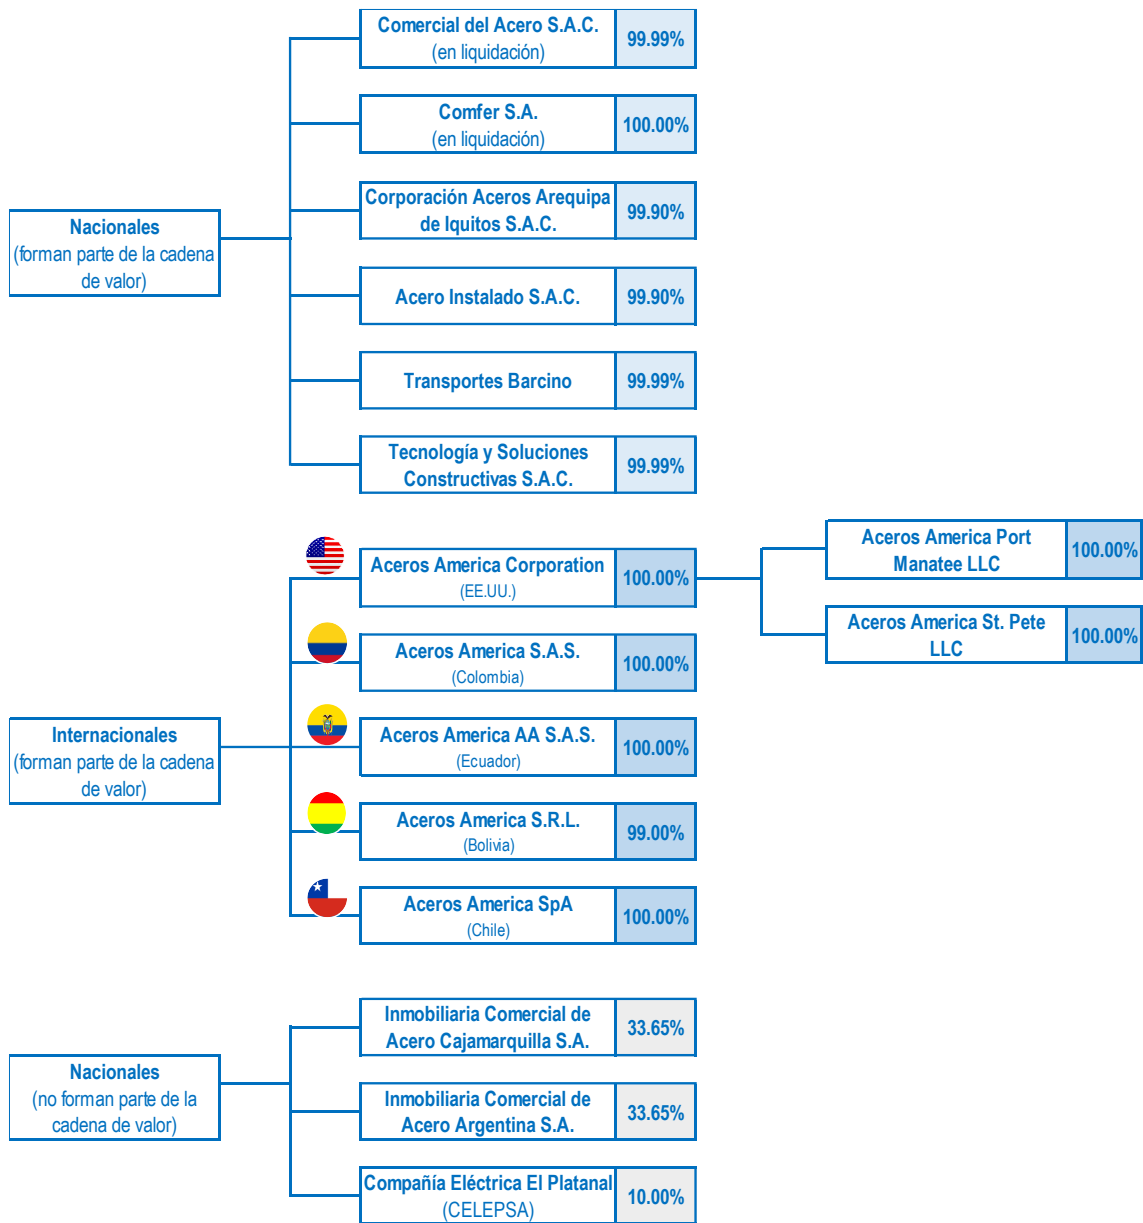 Nacionales
(forman parte de la cadena
de valor)
Comercial del Acero S.A.C.
(en liquidación)
99.99%
Comfer S.A.
(en liquidación)
100.00%
Corporación Aceros Arequipa
de Iquitos S.A.C.
99.90%
Acero Instalado S.A.C.
99.90%
Transportes Barcino
99.99%
Tecnología y Soluciones
Constructivas S.A.C.
99.99%
Internacionales
(forman parte de la cadena
de valor)
Aceros America Corporation
(EE.UU.)
100.00%
Aceros America Port
Manatee LLC
100.00%
Aceros America St. Pete
LLC
100.00%
Aceros America S.A.S.
(Colombia)
100.00%
Aceros America AA S.A.S.
(Ecuador)
100.00%
Aceros America S.R.L.
(Bolivia)
99.00%
Aceros America SpA
(Chile)
100.00%
Nacionales
(no forman parte de la
cadena de valor)
Inmobiliaria Comercial de
Acero Cajamarquilla S.A.
33.65%
Inmobiliaria Comercial de
Acero Argentina S.A.
33.65%
Compañía Eléctrica El Platanal
(CELEPSA)
10.00%